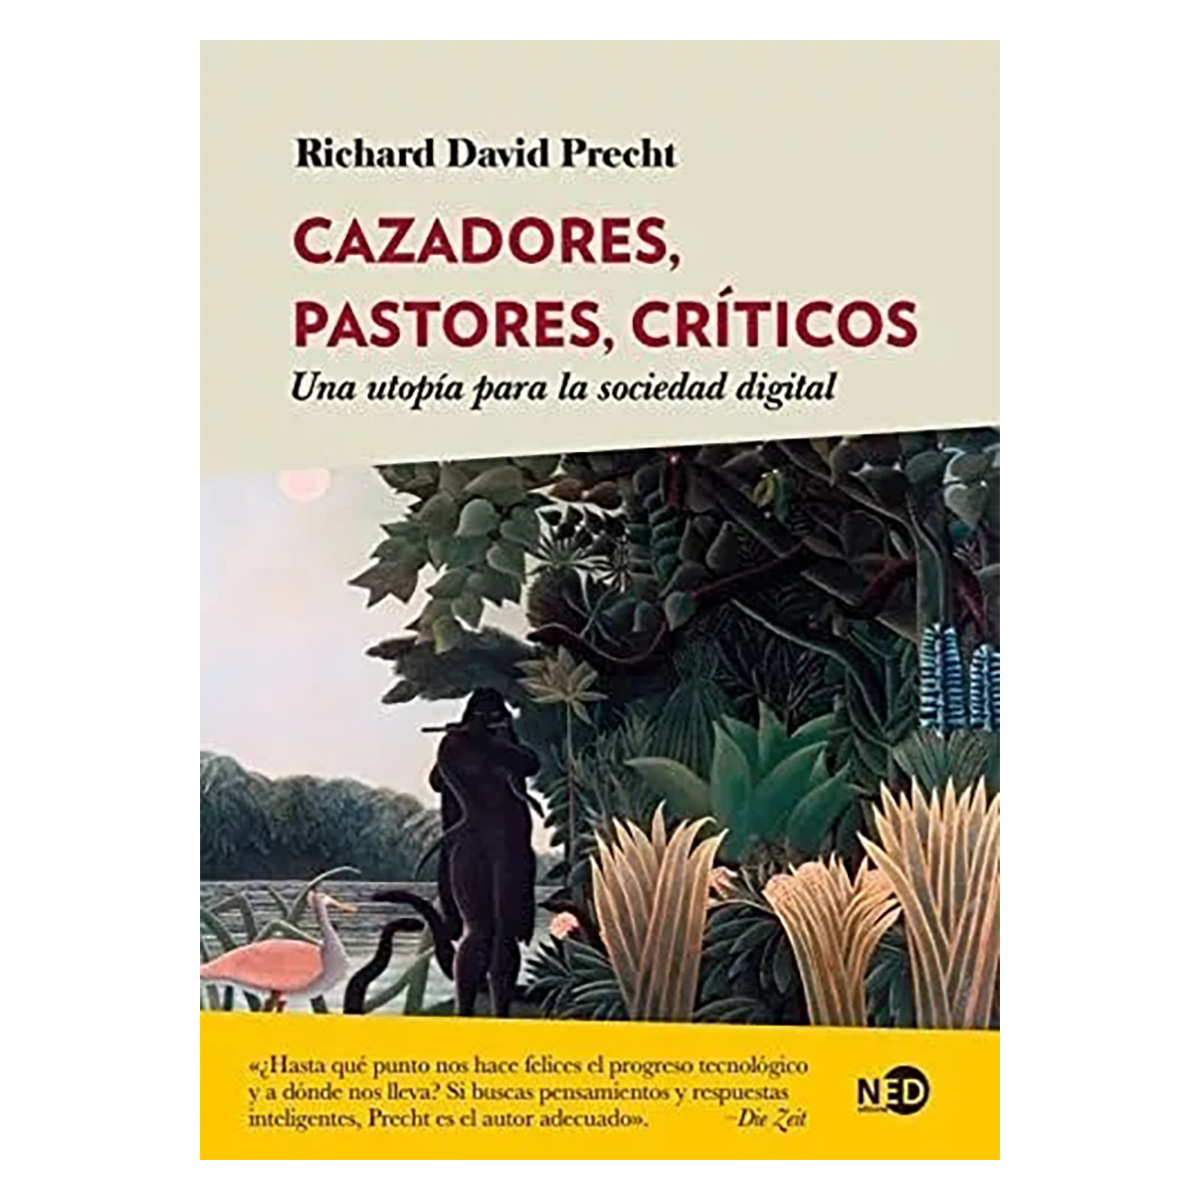 Richard David Precht
CAZADORES,
PASTORES, CRÍTICOS
Una utopía para la sociedad digital
«¿Hasta qué punto nos hace felices el progreso tecnológico
y a dónde nos lleva? Si buscas pensamientos y respuestas
inteligentes, Precht es el autor adecuado».
–Die Zeit
NED